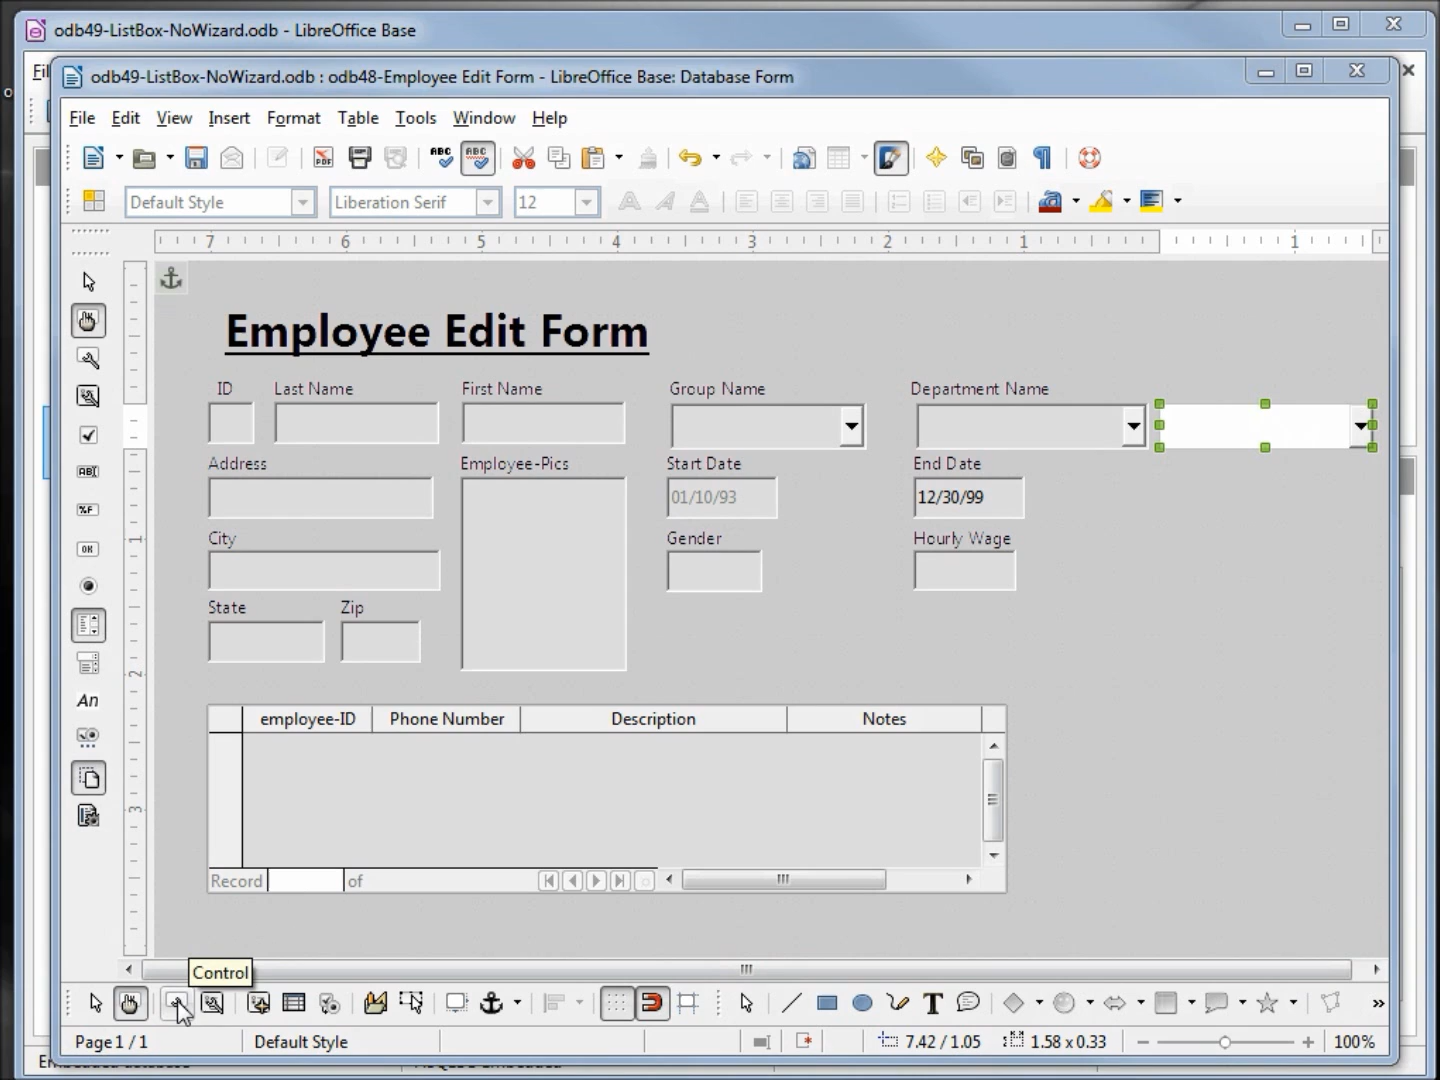 odb49-ListBox-NoWizard.odb - LibreOffice Base
odb49-ListBox-NoWizard.odb : odb48-Employee Edit Form - LibreOffice Base: Database Form
File Edit View Insert Format Table Tools Window Help
Default Style Liberation Serif 12
7 6 5 4 3 2 1 1
Employee Edit Form
ID Last Name First Name Group Name Department Name
Address Employee-Pics Start Date End Date
01/10/93 12/30/99
City Gender Hourly Wage
1
State Zip
2
employee-ID Phone Number Description Notes
3
Record of
Control
Page 1 / 1 Default Style 7.42 / 1.05 1.58 x 0.33 100%